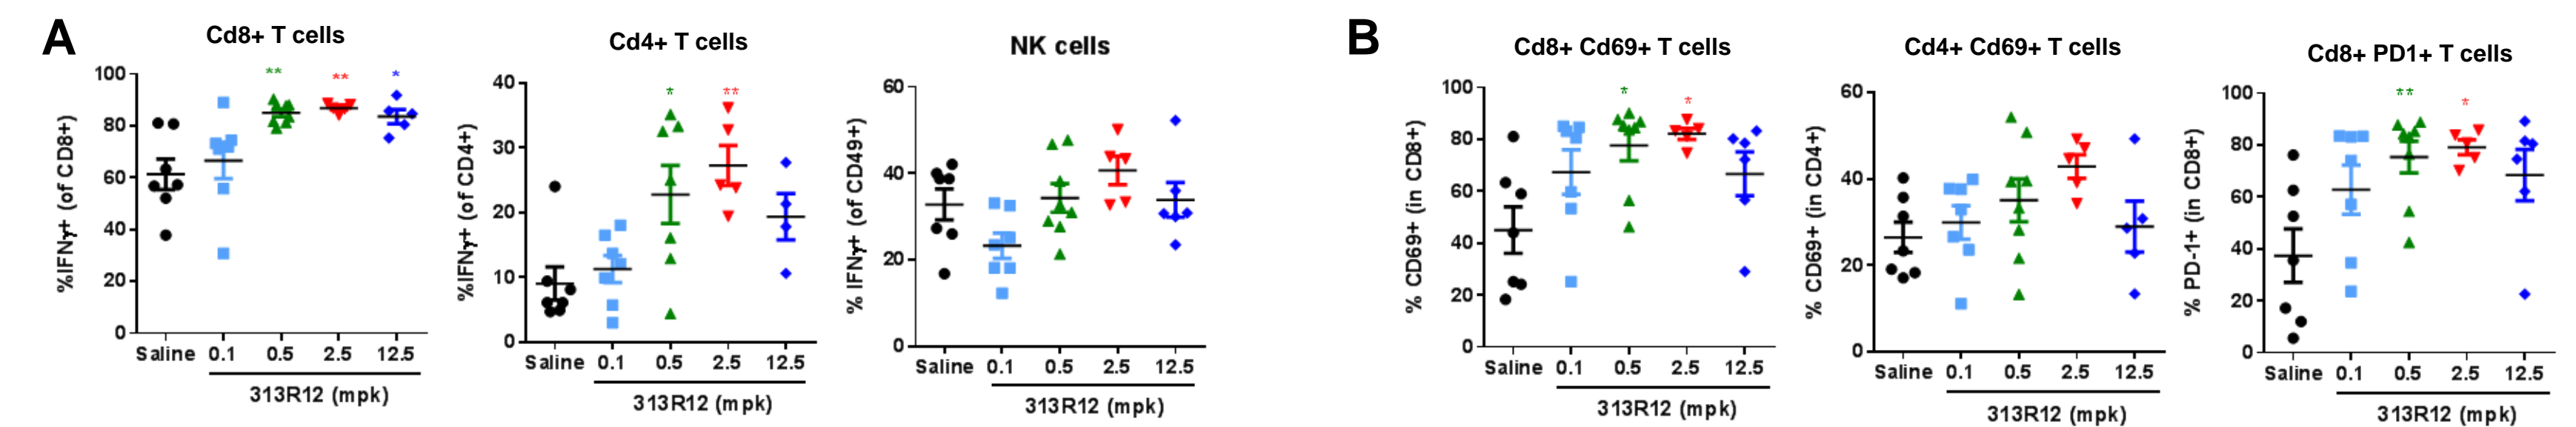 A
Cd8+ T cells
%IFNγ+ (of CD8+)
100
80
60
40
20
0
** ** *
Saline 0.1 0.5 2.5 12.5
313R12 (mpk)
Cd4+ T cells
%IFNγ+ (of CD4+)
40
30
20
10
0
* **
Saline 0.1 0.5 2.5 12.5
313R12 (mpk)
NK cells
% IFNγ+ (of CD49+)
60
40
20
0
Saline 0.1 0.5 2.5 12.5
313R12 (mpk)
B
Cd8+ Cd69+ T cells
% CD69+ (in CD8+)
100
80
60
40
20
0
* *
Saline 0.1 0.5 2.5 12.5
313R12 (mpk)
Cd4+ Cd69+ T cells
% CD69+ (in CD4+)
60
40
20
0
Saline 0.1 0.5 2.5 12.5
313R12 (mpk)
Cd8+ PD1+ T cells
% PD-1+ (in CD8+)
100
80
60
40
20
0
** *
Saline 0.1 0.5 2.5 12.5
313R12 (mpk)